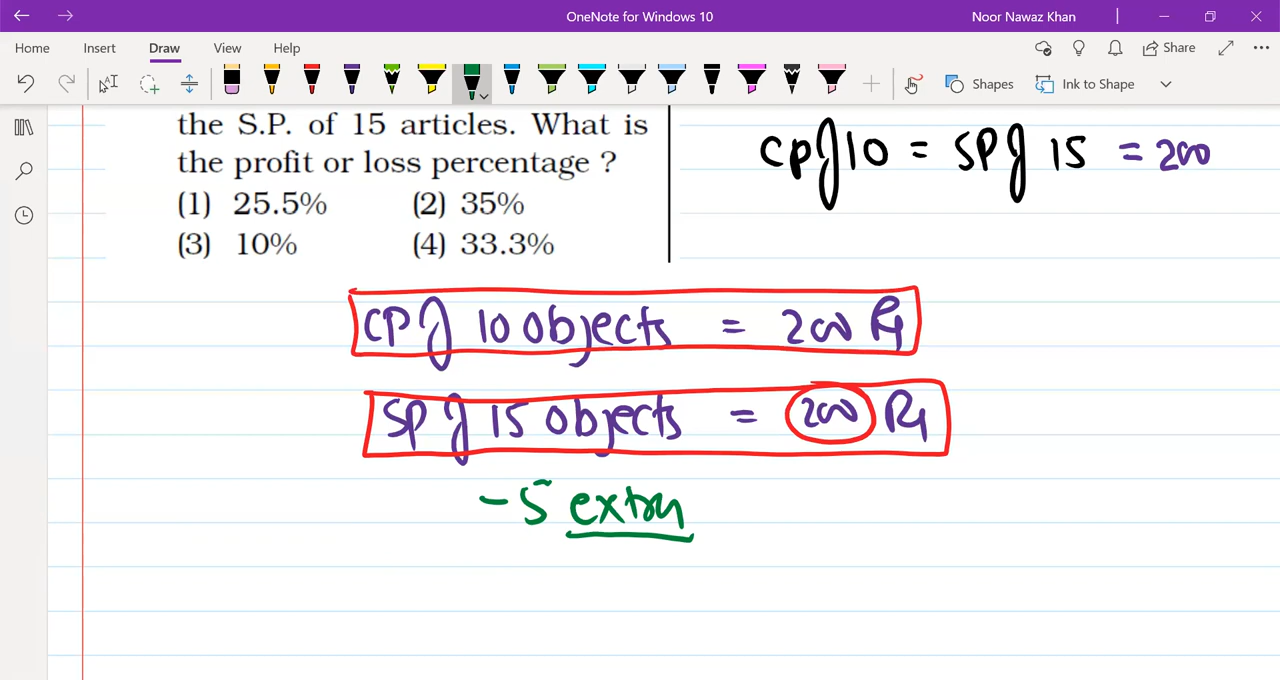 OneNote for Windows 10
Noor Nawaz Khan
Home Insert Draw View Help
Share
Shapes
Ink to Shape
the S.P. of 15 articles. What is
the profit or loss percentage ?
(1) 25.5% (2) 35%
(3) 10% (4) 33.3%
CP of 10 = SP of 15 = 200
CP of 10 objects = 200 Rs
SP of 15 objects = 200 Rs
-5 extra